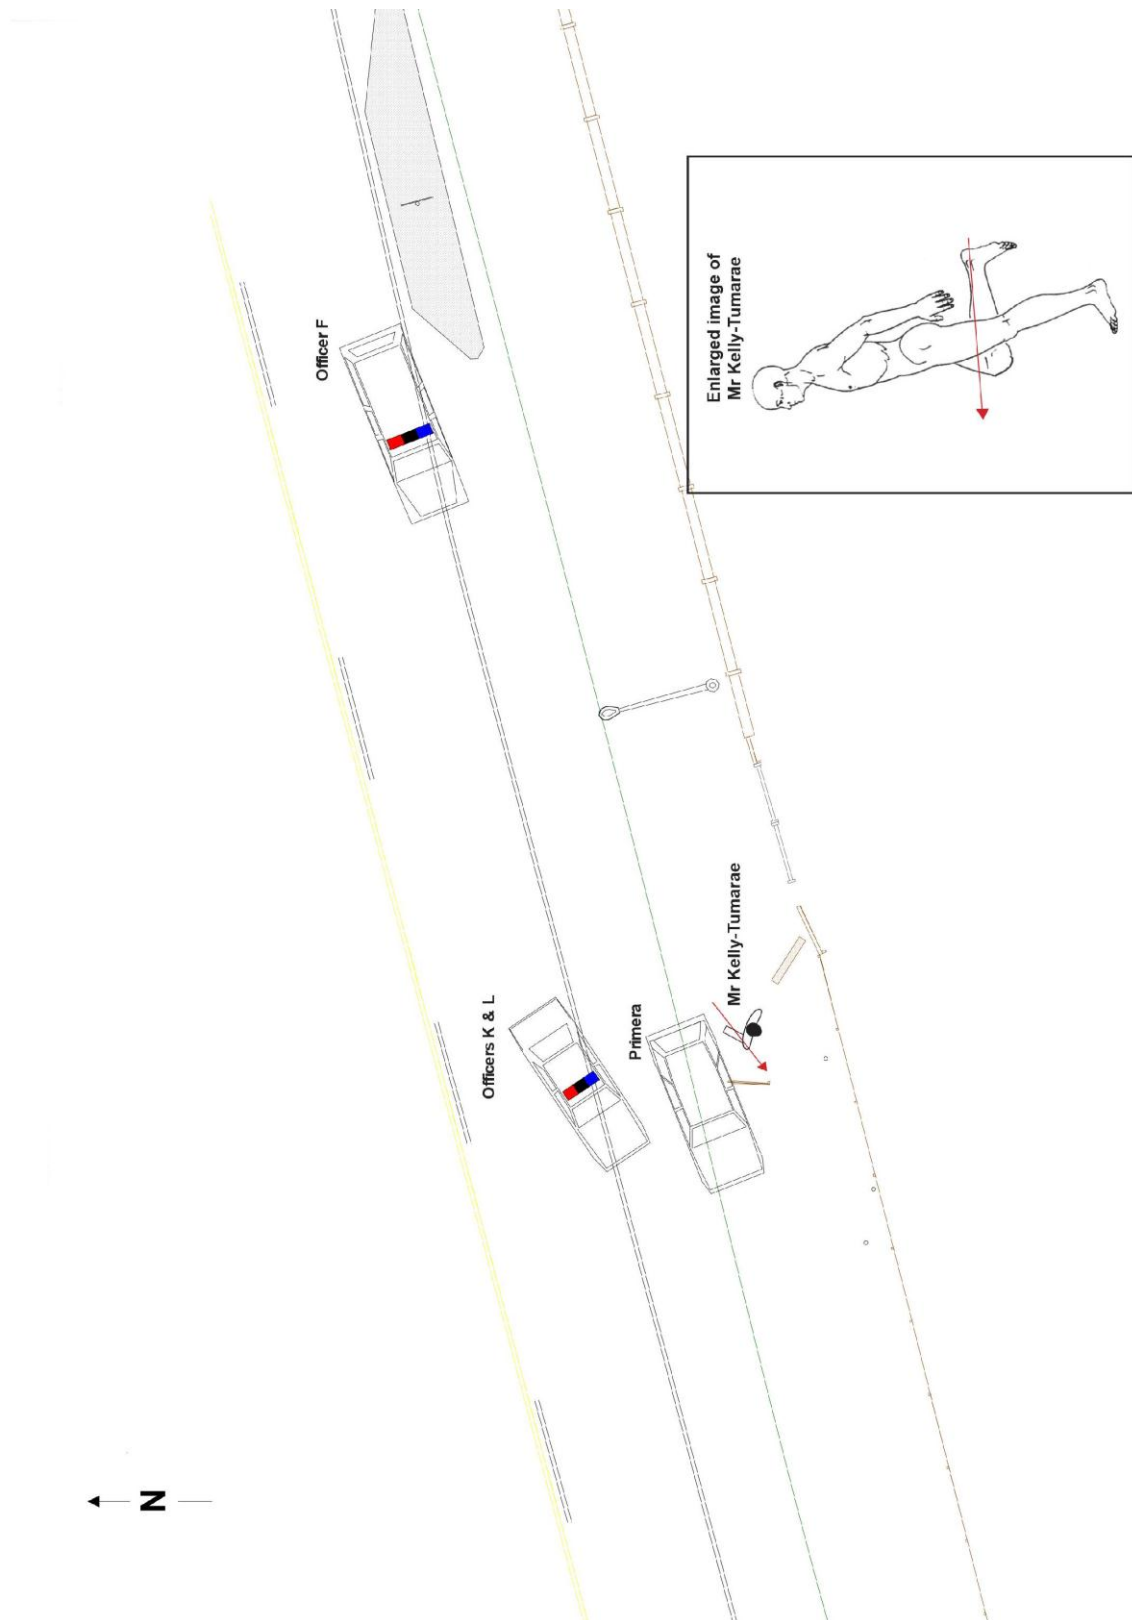 Officer F
Enlarged image of
Mr Kelly-Tumarae
Officers K & L
Primera
Mr Kelly-Tumarae
N